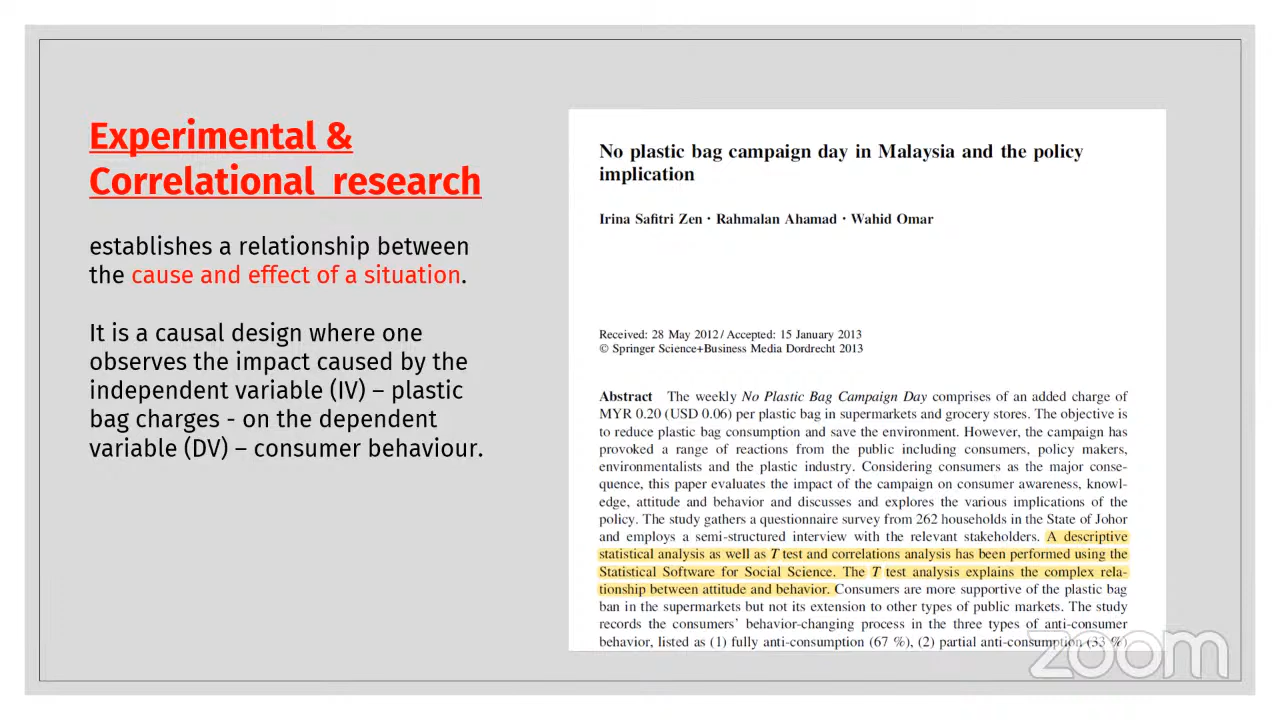 Experimental &
Correlational research
establishes a relationship between
the cause and effect of a situation.
It is a causal design where one
observes the impact caused by the
independent variable (IV) – plastic
bag charges - on the dependent
variable (DV) – consumer behaviour.
No plastic bag campaign day in Malaysia and the policy
implication
Irina Safitri Zen · Rahmalan Ahamad · Wahid Omar
Received: 28 May 2012 / Accepted: 15 January 2013
© Springer Science+Business Media Dordrecht 2013
Abstract The weekly No Plastic Bag Campaign Day comprises of an added charge of
MYR 0.20 (USD 0.06) per plastic bag in supermarkets and grocery stores. The objective is
to reduce plastic bag consumption and save the environment. However, the campaign has
provoked a range of reactions from the public including consumers, policy makers,
environmentalists and the plastic industry. Considering consumers as the major conse-
quence, this paper evaluates the impact of the campaign on consumer awareness, knowl-
edge, attitude and behavior and discusses and explores the various implications of the
policy. The study gathers a questionnaire survey from 262 households in the State of Johor
and employs a semi-structured interview with the relevant stakeholders. A descriptive
statistical analysis as well as T test and correlations analysis has been performed using the
Statistical Software for Social Science. The T test analysis explains the complex rela-
tionship between attitude and behavior. Consumers are more supportive of the plastic bag
ban in the supermarkets but not its extension to other types of public markets. The study
records the consumers' behavior-changing process in the three types of anti-consumer
behavior, listed as (1) fully anti-consumption (67 %), (2) partial anti-consumption (33 %)
zoom